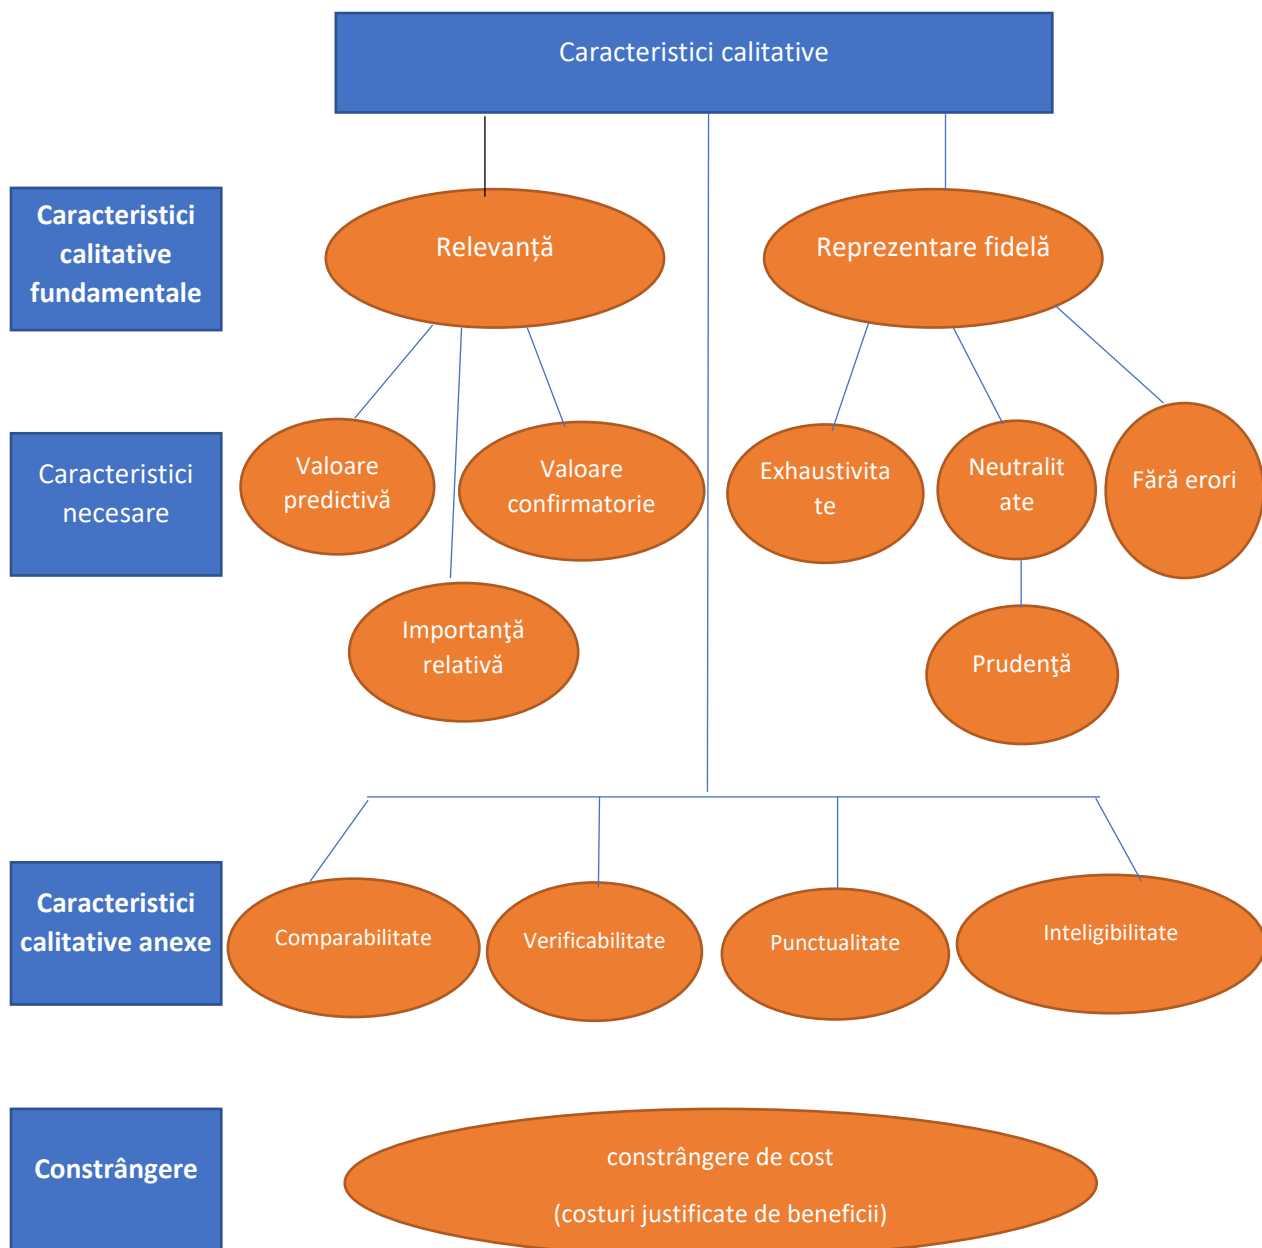 Caracteristici calitative
Caracteristici
calitative
fundamentale
Relevanță
Reprezentare fidelă
Caracteristici
necesare
Valoare
predictivă
Valoare
confirmatorie
Exhaustivita
te
Neutralit
ate
Fără erori
Importanţă
relativă
Prudenţă
Caracteristici
calitative anexe
Comparabilitate
Verificabilitate
Punctualitate
Inteligibilitate
Constrângere
constrângere de cost
(costuri justificate de beneficii)